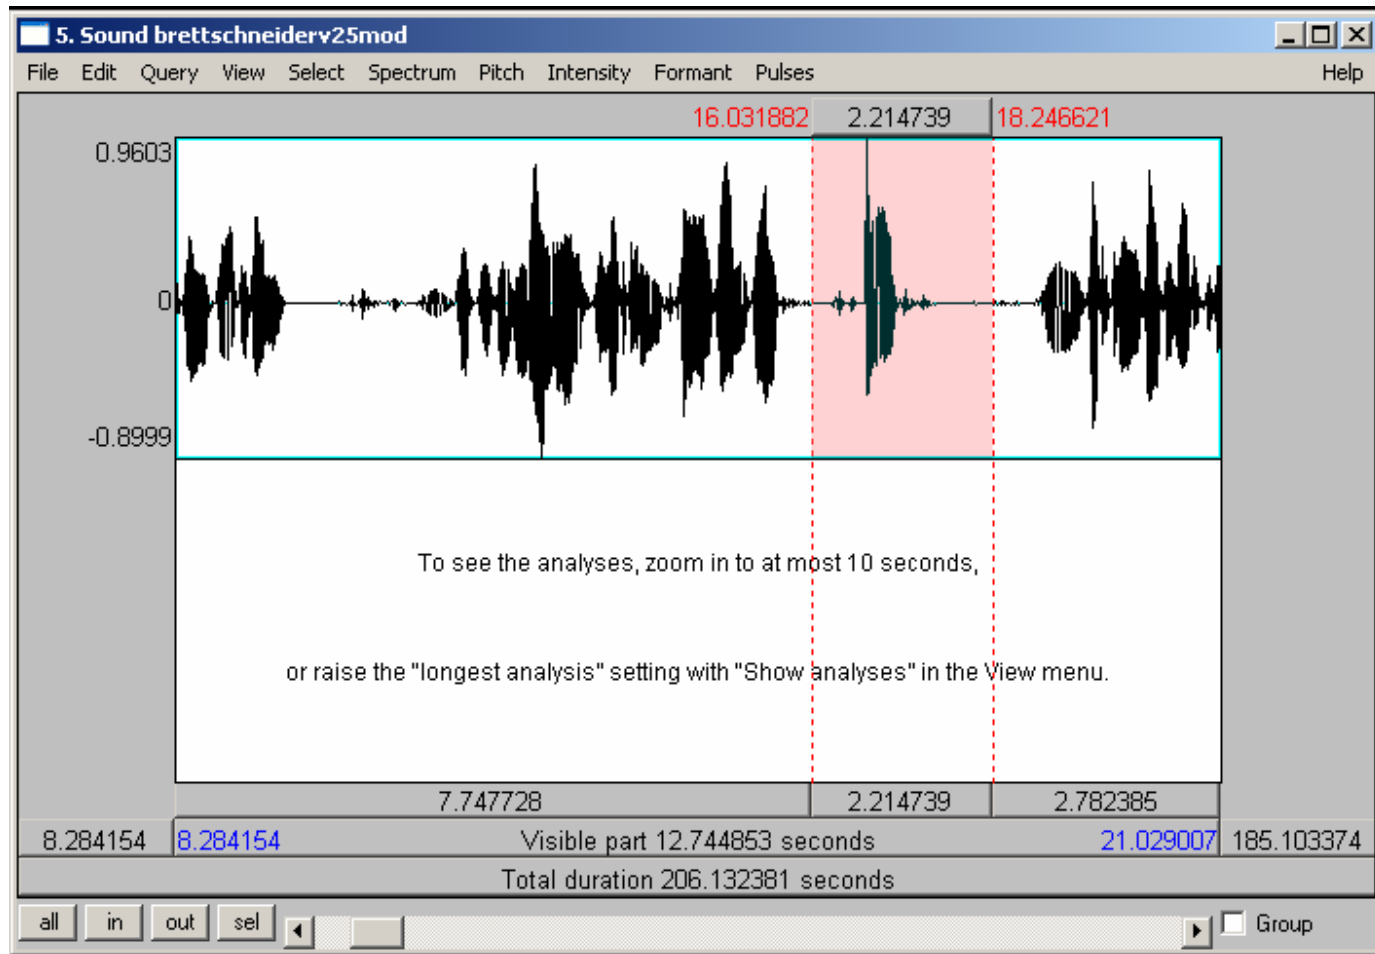 5. Sound brettschneiderv25mod
File Edit Query View Select Spectrum Pitch Intensity Formant Pulses Help
16.031882 2.214739 18.246621
0.9603
0
-0.8999
To see the analyses, zoom in to at most 10 seconds,
or raise the "longest analysis" setting with "Show analyses" in the View menu.
7.747728 2.214739 2.782385
8.284154 8.284154 Visible part 12.744853 seconds 21.029007 185.103374
Total duration 206.132381 seconds
all in out sel Group